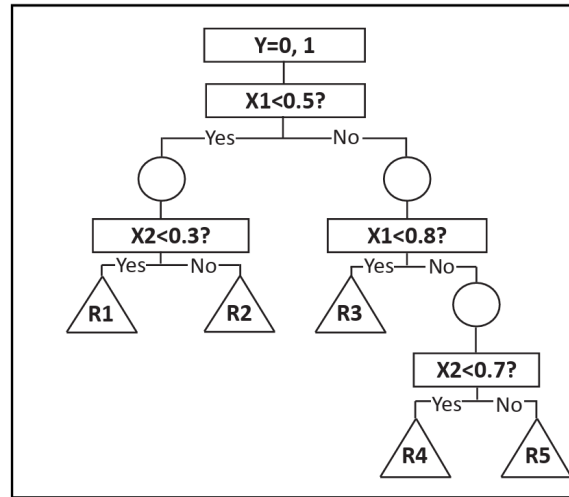 Y=0, 1
X1<0.5?
Yes No
X2<0.3?
X1<0.8?
Yes No
Yes No
R1
R2
R3
X2<0.7?
Yes No
R4
R5